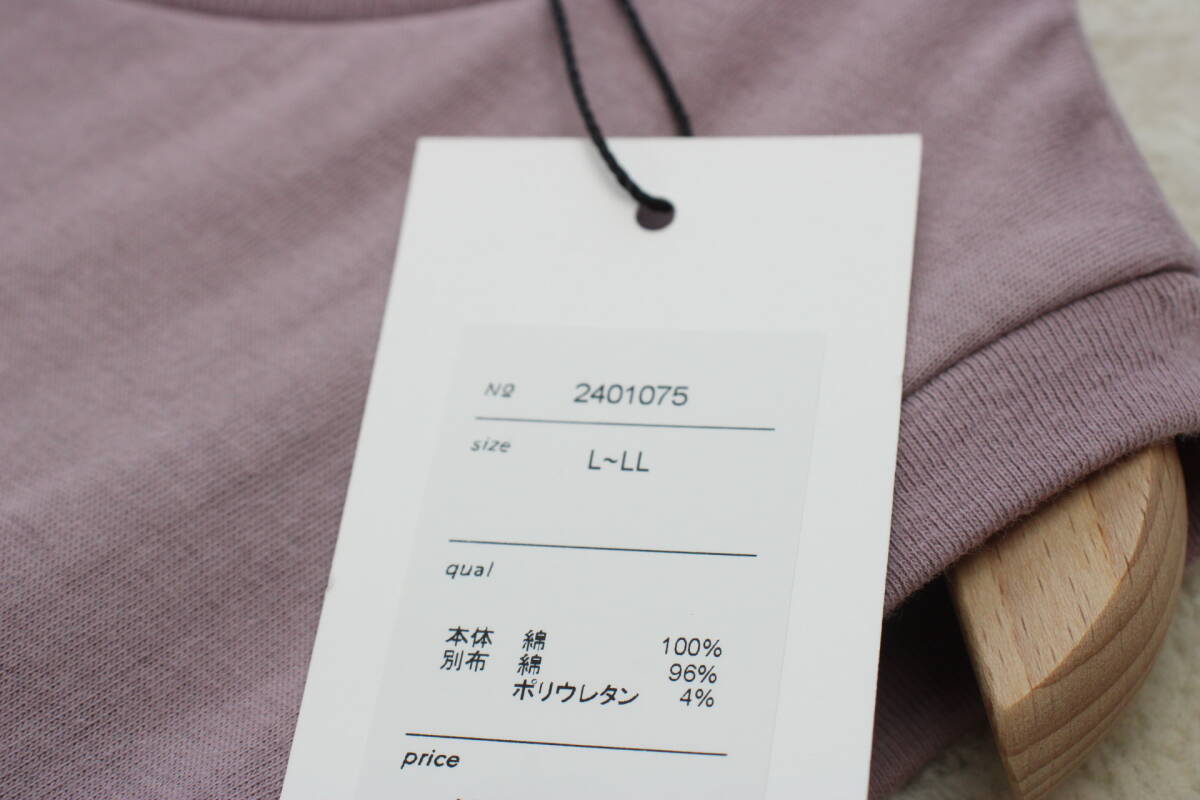 № 2401075
size L~LL
qual
本体 綿 100%
別布 綿 96%
ポリウレタン 4%
price